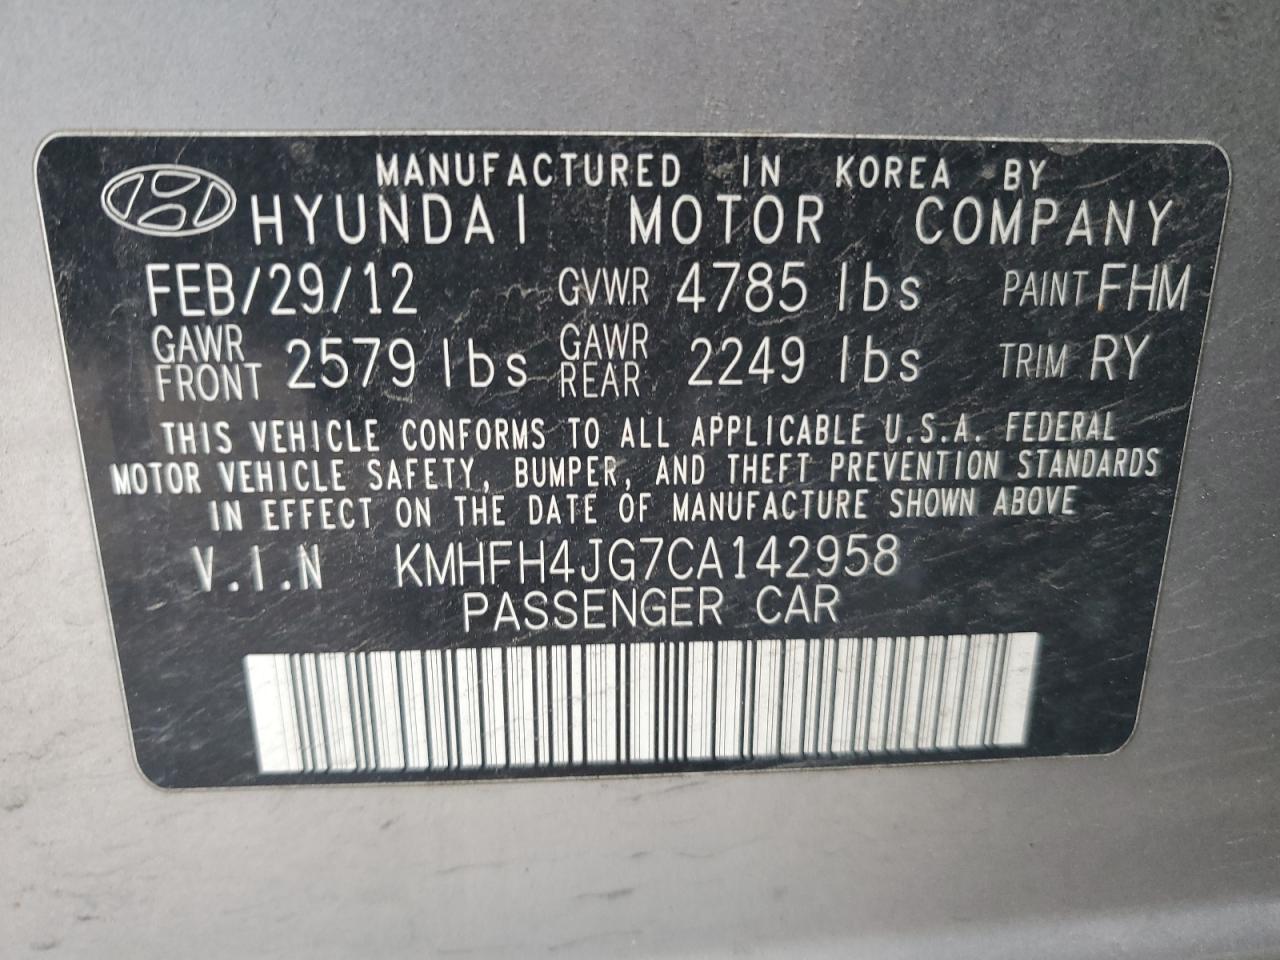 MANUFACTURED IN KOREA BY
HYUNDAI MOTOR COMPANY
FEB/29/12 GVWR 4785 lbs PAINT FHM
GAWR FRONT 2579 lbs GAWR REAR 2249 lbs TRIM RY
THIS VEHICLE CONFORMS TO ALL APPLICABLE U.S.A. FEDERAL
MOTOR VEHICLE SAFETY, BUMPER, AND THEFT PREVENTION STANDARDS
IN EFFECT ON THE DATE OF MANUFACTURE SHOWN ABOVE
V.I.N KMHFH4JG7CA142958
PASSENGER CAR